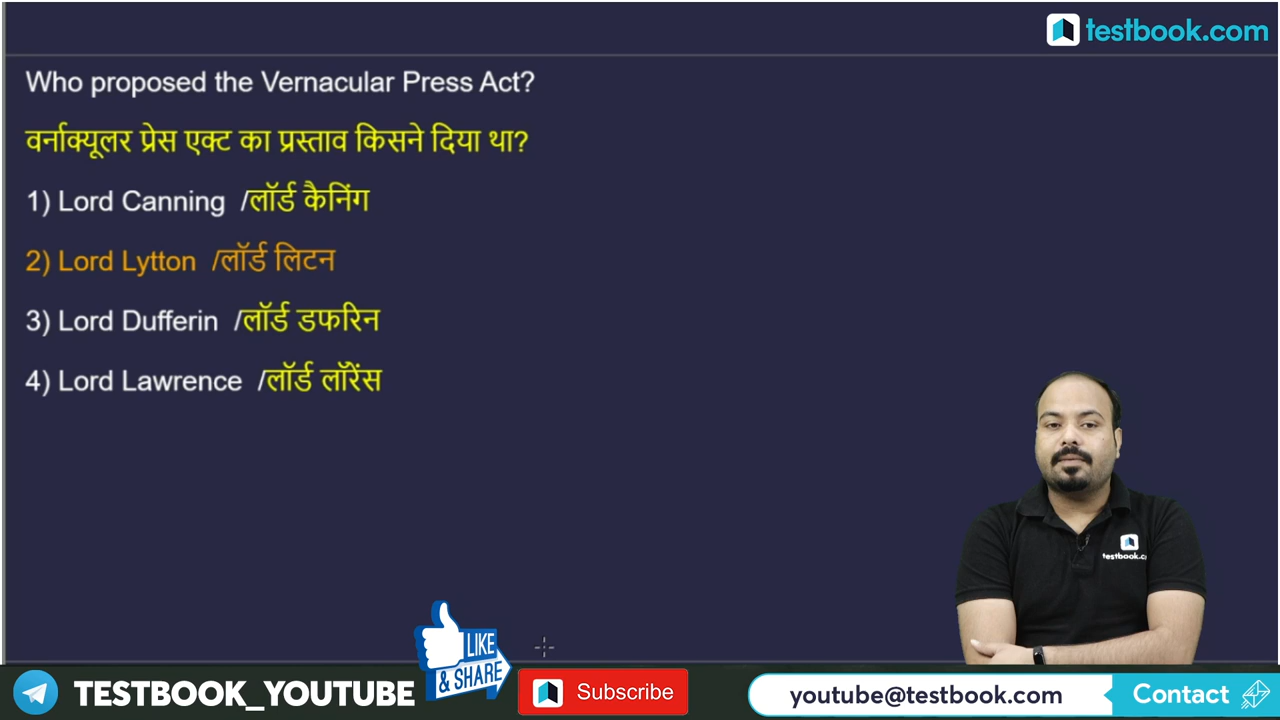 testbook.com
Who proposed the Vernacular Press Act?
वर्नाक्यूलर प्रेस एक्ट का प्रस्ताव किसने दिया था?
1) Lord Canning /लॉर्ड कैनिंग
2) Lord Lytton /लॉर्ड लिटन
3) Lord Dufferin /लॉर्ड डफरिन
4) Lord Lawrence /लॉर्ड लॉरेंस
LIKE
& SHARE
TESTBOOK_YOUTUBE
Subscribe
youtube@testbook.com
Contact